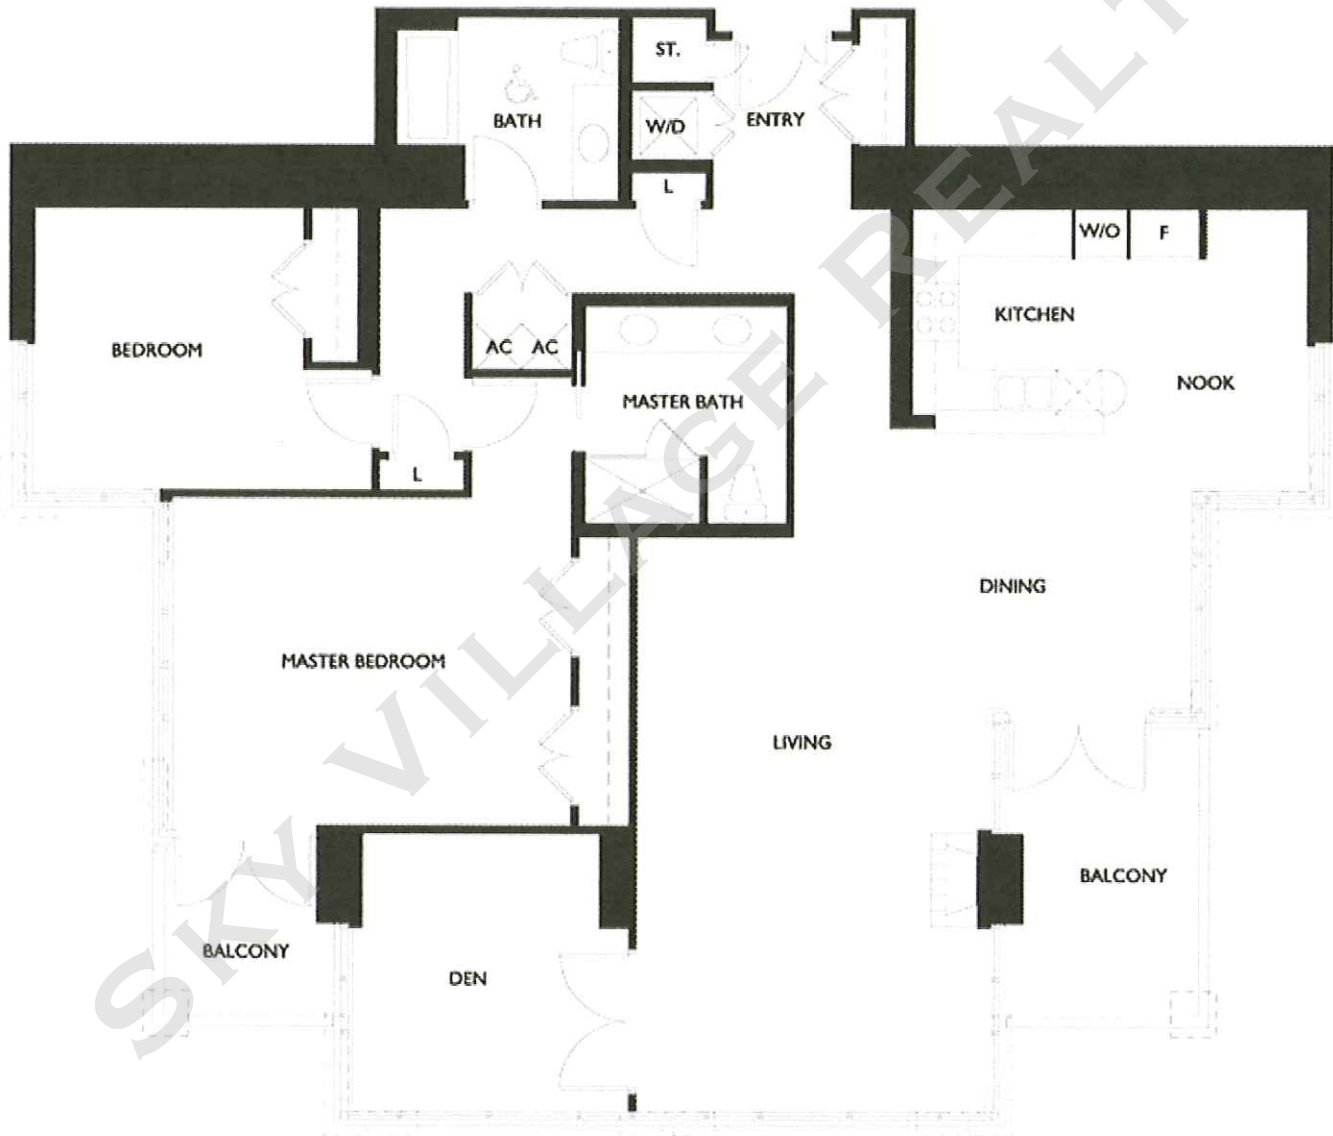 ST.
BATH
W/D
ENTRY
L
W/O
F
KITCHEN
BEDROOM
AC
AC
NOOK
MASTER BATH
L
DINING
MASTER BEDROOM
LIVING
BALCONY
BALCONY
DEN
SKY VILLAGE REALT